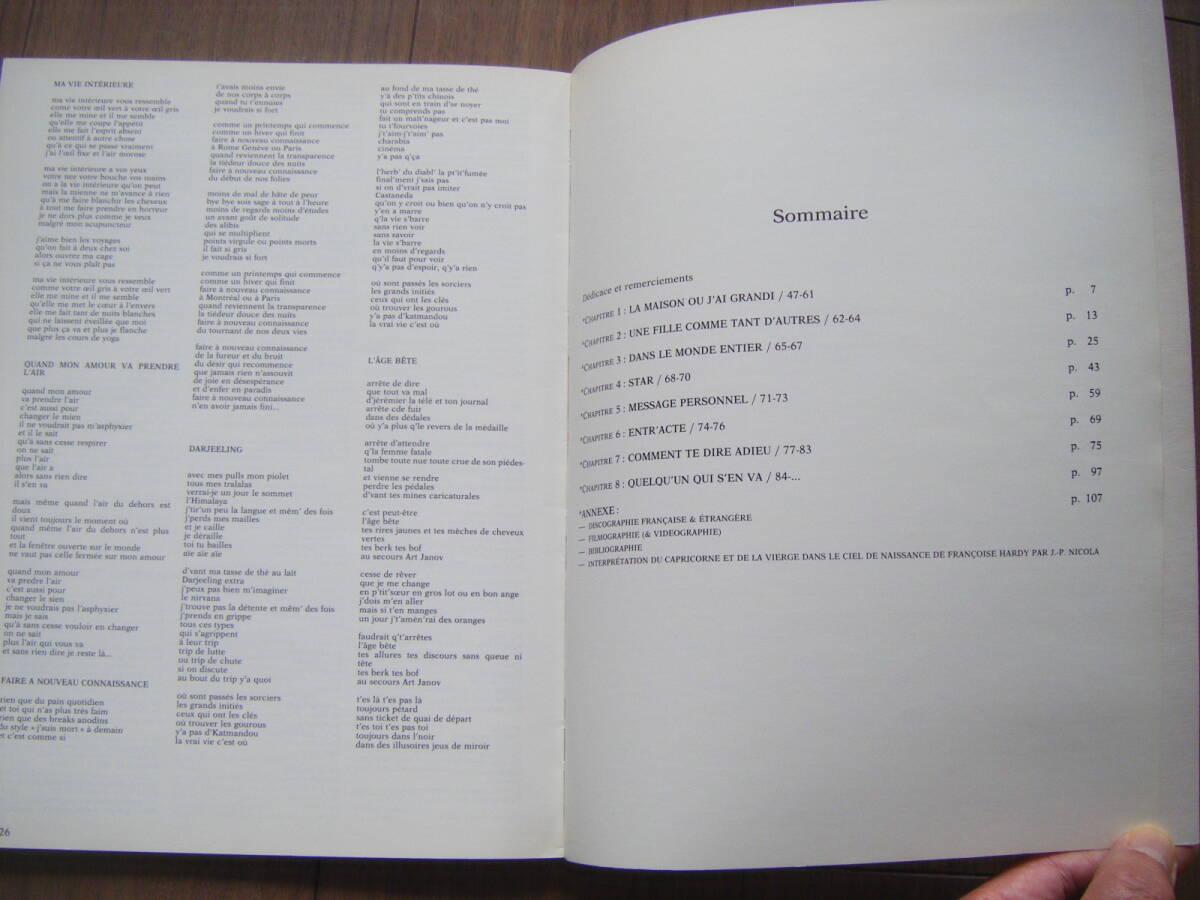 MA VIE INTÉRIEURE
ma vie intérieure vous ressemble
come votre œil vert à votre œil gris
elle me mine et il me semble
qu'elle me coupe l'appétit
elle me fait l'esprit absent
ou attentif à autre chose
qu'à ce qui se passe vraiment
j'ai l'œil fixe et l'air morose
ma vie intérieure a vos yeux
votre nez votre bouche vos mains
on a la vie intérieure qu'on peut
mais la mienne ne m'avance à rien
qu'à me faire blanchir les cheveux
à tout me faire prendre en horreur
je ne dors plus comme je veux
malgré mon acupuncteur
j'aime bien les voyages
qu'on fait à deux chez soi
alors ouvrez ma cage
si ça ne vous plaît pas
ma vie intérieure vous ressemble
comme votre œil gris à votre œil vert
elle me mine et il me semble
qu'elle me met le cœur à l'envers
elle me fait tant de nuits blanches
qui ne laissent éveillée que moi
que plus ça va et plus je flanche
malgré les cours de yoga
QUAND MON AMOUR VA PRENDRE
L'AIR
quand mon amour
va prendre l'air
c'est aussi pour
changer le mien
il ne voudrait pas m'asphyxier
et il le sait
qu'à sans cesse respirer
on ne sait
plus l'air
que l'air a
alors sans rien dire
il s'en va
mais même quand l'air du dehors est
doux
il vient toujours le moment où
quand même l'air du dehors n'est plus
tout
et la fenêtre ouverte sur le monde
ne vaut pas celle fermée sur mon amour
quand mon amour
va predre l'air
c'est aussi pour
changer le sien
je ne voudrais pas l'asphyxier
mais je sais
qu'à sans cesse vouloir en changer
on ne sait
plus l'air qui vous va
et sans rien dire je reste là...
FAIRE A NOUVEAU CONNAISSANCE
rien que du pain quotidien
et toi qui n'as plus très faim
rien que des breaks anodins
du style « j'suis mort » à demain
et c'est comme si
t'avais moins envie
de nos corps à corps
quand tu t'ennuies
je voudrais si fort
comme un printemps qui commence
comme un hiver qui finit
faire à nouveau connaissance
à Rome Genève ou Paris
quand reviennent la transparence
la tiédeur douce des nuits
faire à nouveau connaissance
du début de nos folies
moins de mal de hâte de peur
bye bye sois sage à tout à l'heure
moins de regards moins d'études
un avant goût de solitude
des alibis
qui se multiplient
points virgule ou points morts
il fait si gris
je voudrais si fort
comme un printemps qui commence
comme un hiver qui finit
faire à nouveau connaissance
à Montréal ou à Paris
quand reviennent la transparence
la tiédeur douce des nuits
faire à nouveau connaissance
du tournant de nos deux vies
faire à nouveau connaissance
de la fureur et du bruit
du désir qui recommence
que jamais rien n'assouvit
de joie en désespérance
et d'enfer en paradis
faire à nouveau connaissance
n'en avoir jamais fini...
DARJEELING
avec mes pulls mon piolet
tous mes tralalas
verrai-je un jour le sommet
l'Himalaya
j'tir'un peu la langue et mêm' des fois
j'perds mes mailles
et je caille
je déraille
toi tu bailles
aïe aïe aïe
d'vant ma tasse de thé au lait
Darjeeling extra
j'peux pas bien m'imaginer
le nirvana
j'trouve pas la détente et mêm' des fois
j'prends en grippe
tous ces types
qui s'agrippent
à leur trip
trip de lutte
ou trip de chute
si on discute
au bout du trip y'a quoi
où sont passés les sorciers
les grands initiés
ceux qui ont les clés
où trouver les gourous
y'a pas d'Katmandou
la vrai vie c'est où
au fond de ma tasse de thé
y'à des p'tits chinois
qui sont en train d'se noyer
tu comprends pas
fait un maît'nageur et c'est pas moi
tu t'fourvoies
j't'aim-j't'aim' pas
charabia
cinéma
y'a pas q'ça
l'herb' du diabl' la pt'it'fumée
final'ment j'sais pas
si on d'vrait pas imiter
Castaneda
qu'on y croit ou bien qu'on n'y croit pas
y'en a marre
q'la vie s'barre
sans rien voir
sans savoir
la vie s'barre
en moins d'regards
qu'il faut pour voir
q'y'a pas d'espoir, q'y'a rien
où sont passés les sorciers
les grands initiés
ceux qui ont les clés
où trouver les gourous
y'a pas d'katmandou
la vrai vie c'est où
L'ÂGE BÊTE
arrête de dire
que tout va mal
d'jérémier la télé et ton journal
arrête cde fuir
dans des dédales
où y'a plus q'le revers de la médaille
arrête d'attendre
q'la femme fatale
tombe toute nue toute crue de son piédes-
tal
et vienne se rendre
perdre les pédales
d'vant tes mines caricaturales
c'est peut-être
l'âge bête
tes rires jaunes et tes mèches de cheveux
vertes
tes berk tes bof
au secours Art Janov
cesse de rêver
que je me change
en p'tit'sœur en gros lot ou en bon ange
j'dois m'en aller
mais si t'en manges
un jour j't'amèn'rai des oranges
faudrait q't'arrêtes
l'âge bête
tes allures tes discours sans queue ni
tête
tes berk tes bof
au secours Art Janov
t'es là t'es pas là
toujours pétard
sans ticket de quai de départ
t'es toi t'es pas toi
toujours dans l'noir
dans des illusoires jeux de miroir
26
Sommaire
Dédicace et remerciements
*CHAPITRE 1 : LA MAISON OU J'AI GRANDI / 47-61 p. 7
*CHAPITRE 2 : UNE FILLE COMME TANT D'AUTRES / 62-64 p. 13
*CHAPITRE 3 : DANS LE MONDE ENTIER / 65-67 p. 25
*CHAPITRE 4 : STAR / 68-70 p. 43
*CHAPITRE 5 : MESSAGE PERSONNEL / 71-73 p. 59
*CHAPITRE 6 : ENTR'ACTE / 74-76 p. 69
*CHAPITRE 7 : COMMENT TE DIRE ADIEU / 77-83 p. 75
*CHAPITRE 8 : QUELQU'UN QUI S'EN VA / 84-... p. 97
*ANNEXE : p. 107
— DISCOGRAPHIE FRANÇAISE & ÉTRANGÈRE
— FILMOGRAPHIE (& VIDEOGRAPHIE)
— BIBLIOGRAPHIE
— INTERPRÉTATION DU CAPRICORNE ET DE LA VIERGE DANS LE CIEL DE NAISSANCE DE FRANÇOISE HARDY PAR J.-P. NICOLA